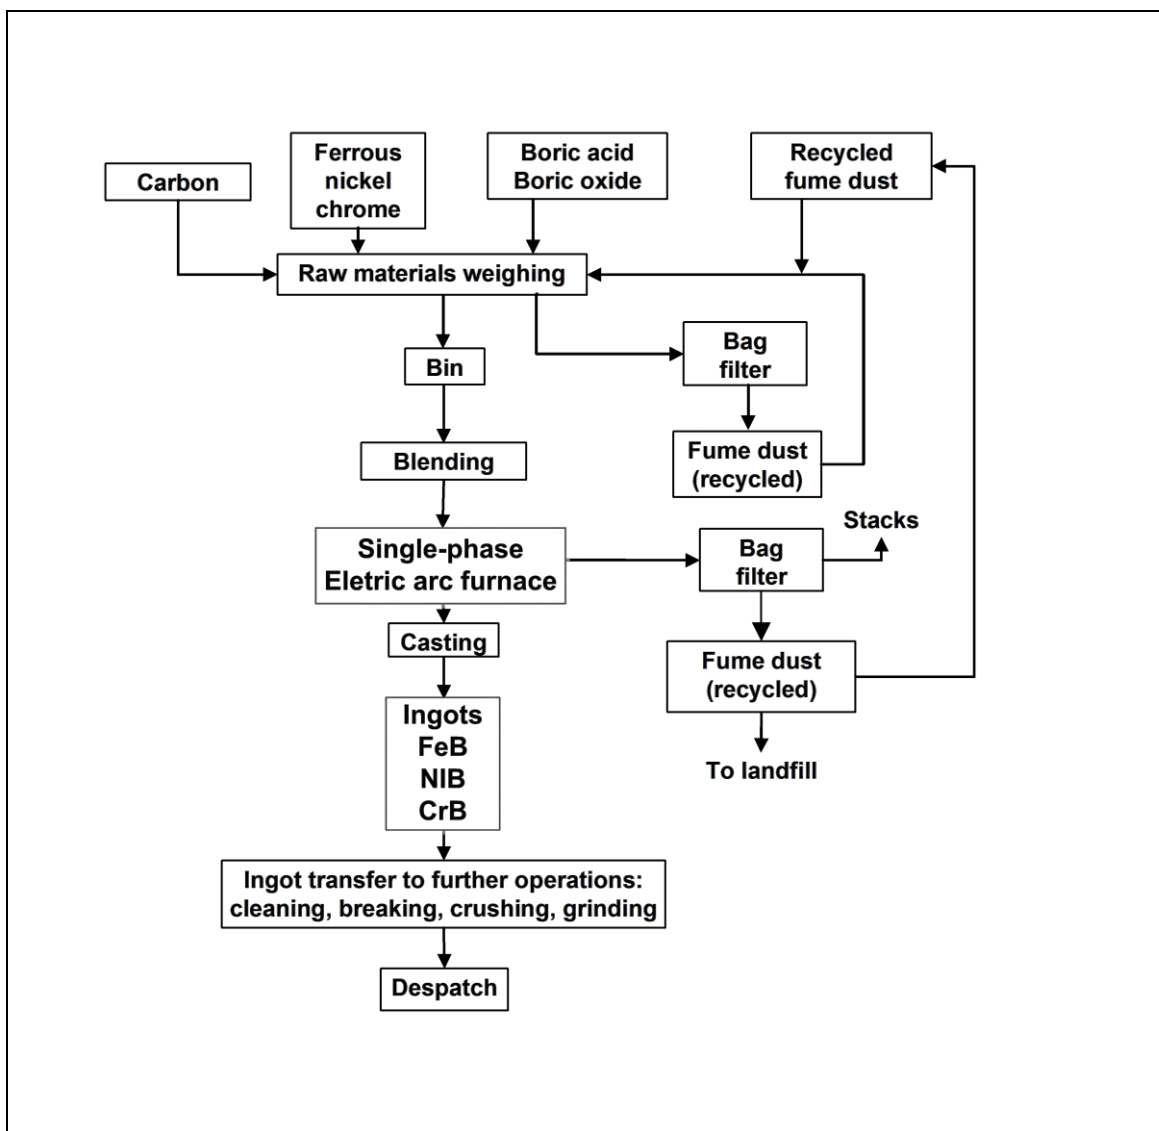 Carbon
Ferrous
nickel
chrome
Boric acid
Boric oxide
Recycled
fume dust
Raw materials weighing
Bin
Bag
filter
Blending
Fume dust
(recycled)
Stacks
Single-phase
Eletric arc furnace
Bag
filter
Casting
Fume dust
(recycled)
Ingots
FeB
NIB
CrB
To landfill
Ingot transfer to further operations:
cleaning, breaking, crushing, grinding
Despatch